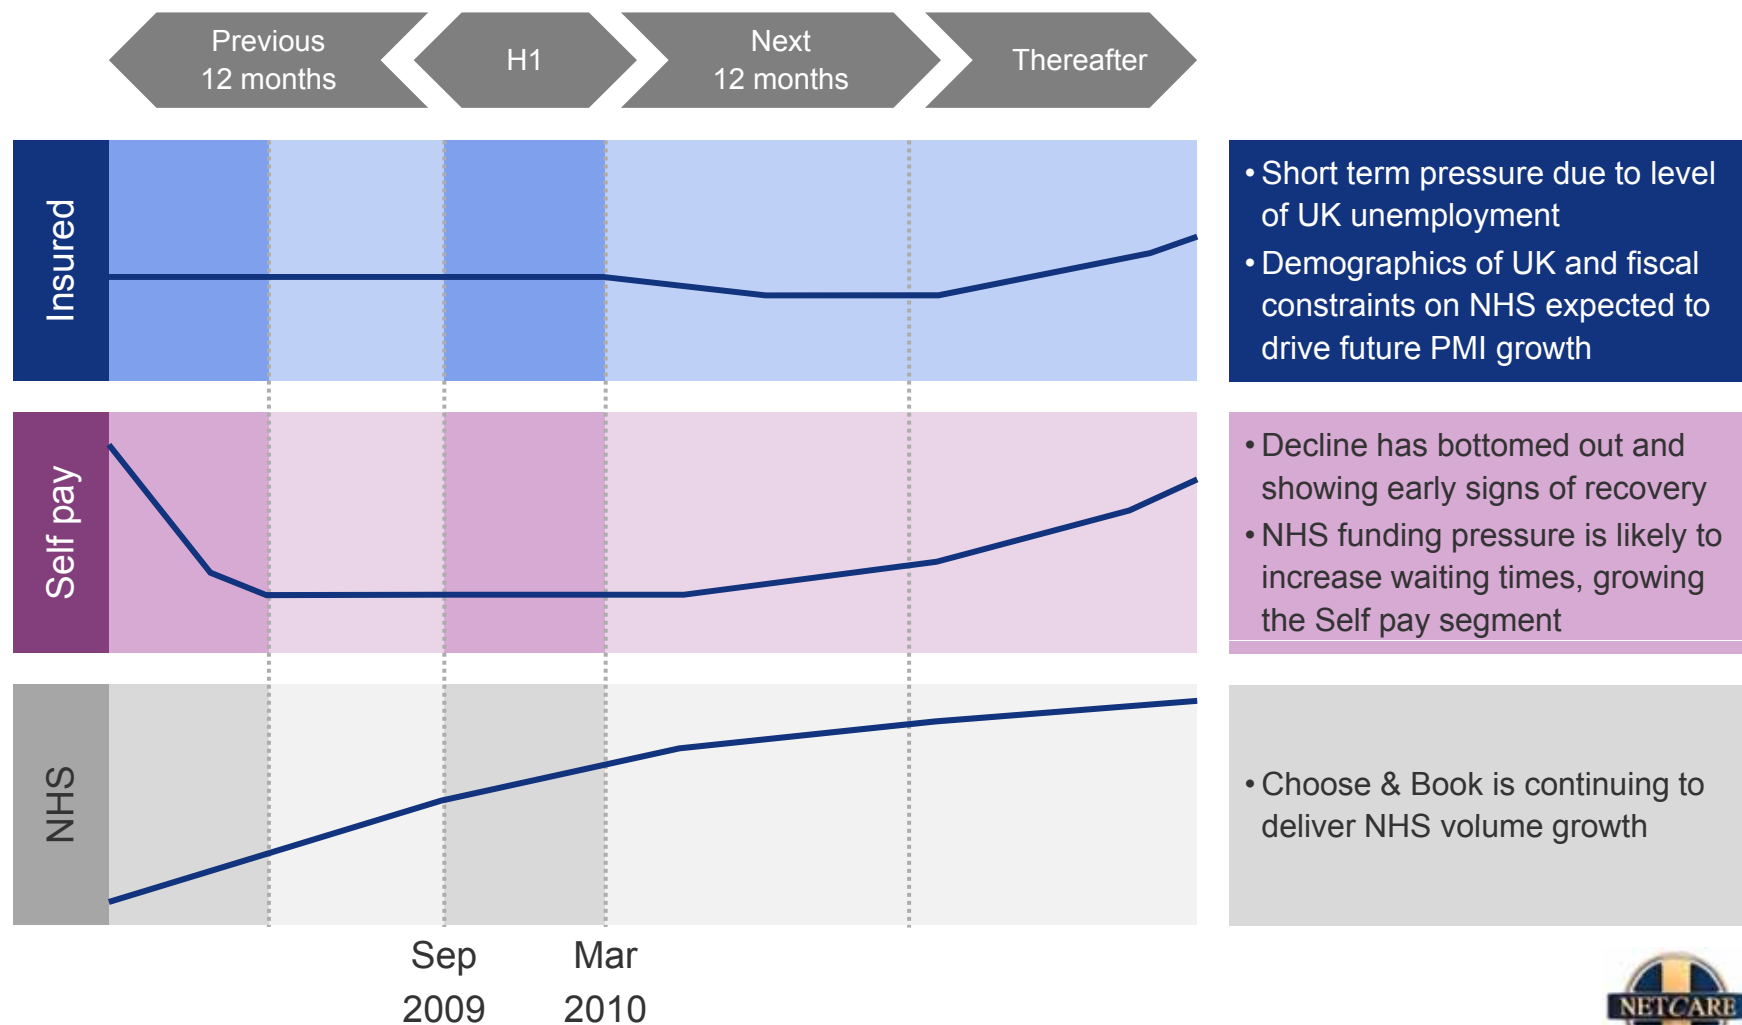 Previous
12 months
H1
Next
12 months
Thereafter
Insured
• Short term pressure due to level
of UK unemployment
• Demographics of UK and fiscal
constraints on NHS expected to
drive future PMI growth
Self pay
• Decline has bottomed out and
showing early signs of recovery
• NHS funding pressure is likely to
increase waiting times, growing
the Self pay segment
NHS
• Choose & Book is continuing to
deliver NHS volume growth
Sep
2009
Mar
2010
NETCARE